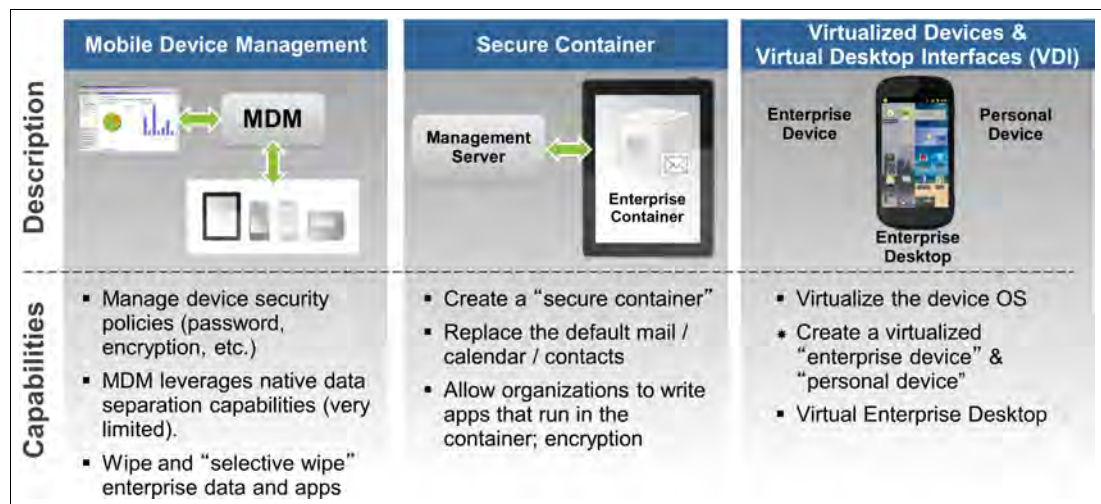 Mobile Device Management
Secure Container
Virtualized Devices &
Virtual Desktop Interfaces (VDI)
Description
MDM
Management
Server
Enterprise
Container
Enterprise
Device
Personal
Device
Enterprise
Desktop
Capabilities
▪ Manage device security
policies (password,
encryption, etc.)
▪ MDM leverages native data
separation capabilities (very
limited).
▪ Wipe and “selective wipe”
enterprise data and apps
▪ Create a “secure container”
▪ Replace the default mail /
calendar / contacts
▪ Allow organizations to write
apps that run in the
container; encryption
▪ Virtualize the device OS
* Create a virtualized
“enterprise device” &
“personal device”
▪ Virtual Enterprise Desktop